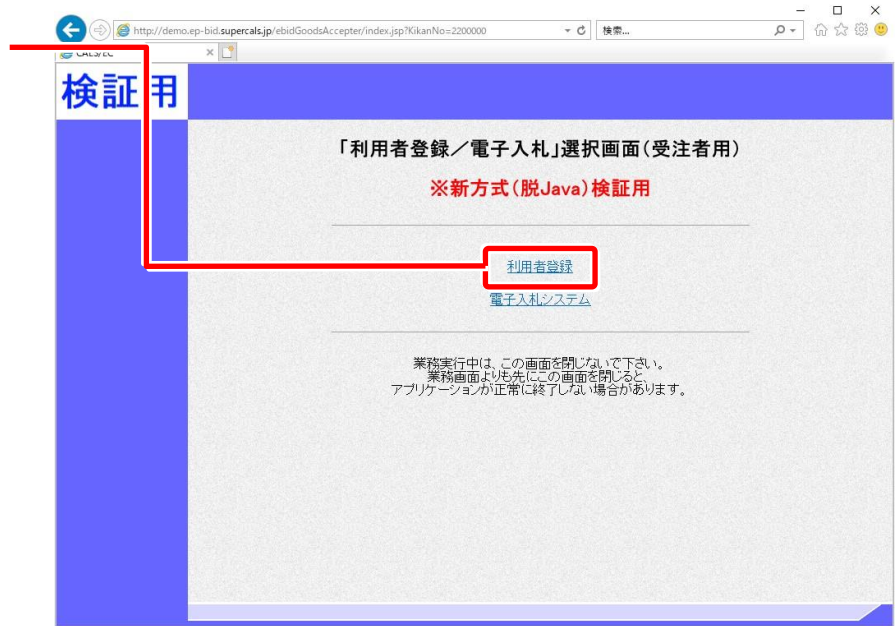 http://demo.ep-bid.supercals.jp/ebidGoodsAccepter/index.jsp?KikanNo=2200000
検索...
CALS/EC
検証用
「利用者登録／電子入札」選択画面(受注者用)
※新方式(脱Java)検証用
利用者登録
電子入札システム
業務実行中は、この画面を閉じないで下さい。
業務画面よりも先にこの画面を閉じると、
アプリケーションが正常に終了しない場合があります。